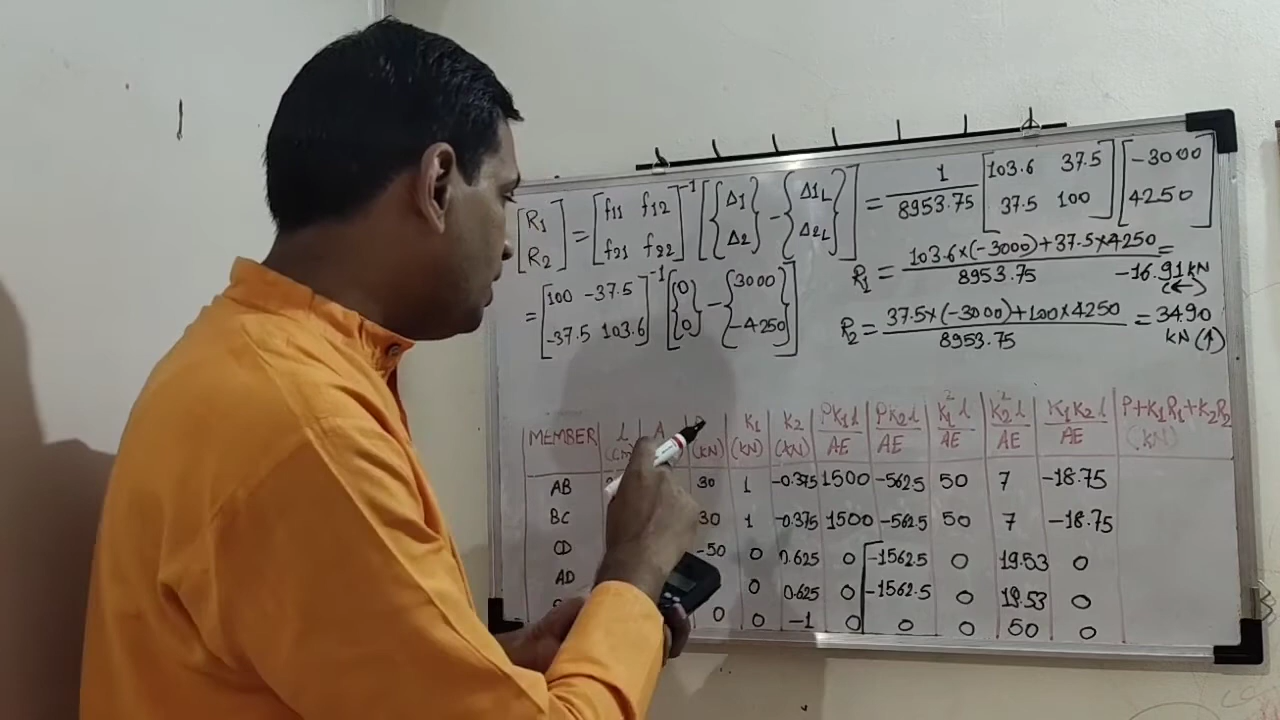 [R1 R2] = [f11 f12 f21 f22]⁻¹ [{Δ1 Δ2} - {Δ1L Δ2L}] = 1/8953.75 [103.6 37.5 37.5 100] [-3000 4250]
= [100 -37.5 -37.5 103.6]⁻¹ [{0 0} - {3000 -4250}]
R1 = 103.6×(-3000)+37.5×4250 / 8953.75 = -16.91 kN (←)
R2 = 37.5×(-3000)+100×4250 / 8953.75 = 34.90 kN (↑)
MEMBER l (cm) A (kN) K1 (kN) K2 (kN) PK1l/AE PK2l/AE K1²l/AE K2²l/AE K1K2l/AE P+K1R1+K2R2 (KN)
AB 30 1 -0.375 1500 -562.5 50 7 -18.75
BC 30 1 -0.375 1500 -562.5 50 7 -18.75
CD -50 0 0.625 0 -1562.5 0 19.53 0
AD 0 0.625 0 -1562.5 0 19.53 0
0 0 -1 0 0 0 50 0